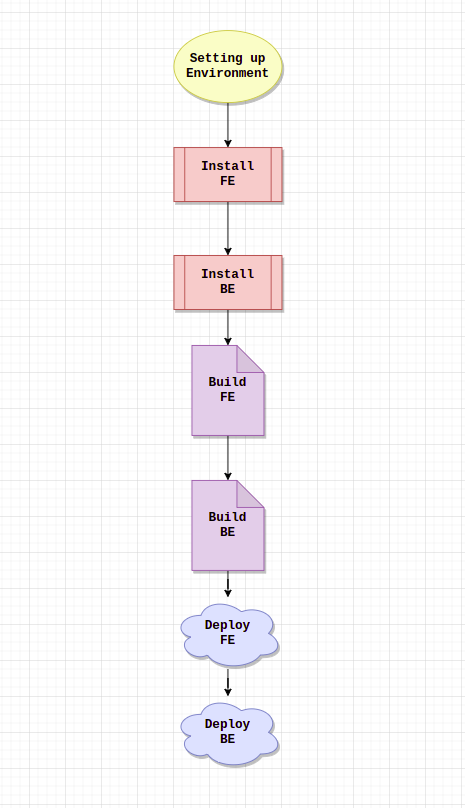 Setting up
Environment
Install
FE
Install
BE
Build
FE
Build
BE
Deploy
FE
Deploy
BE